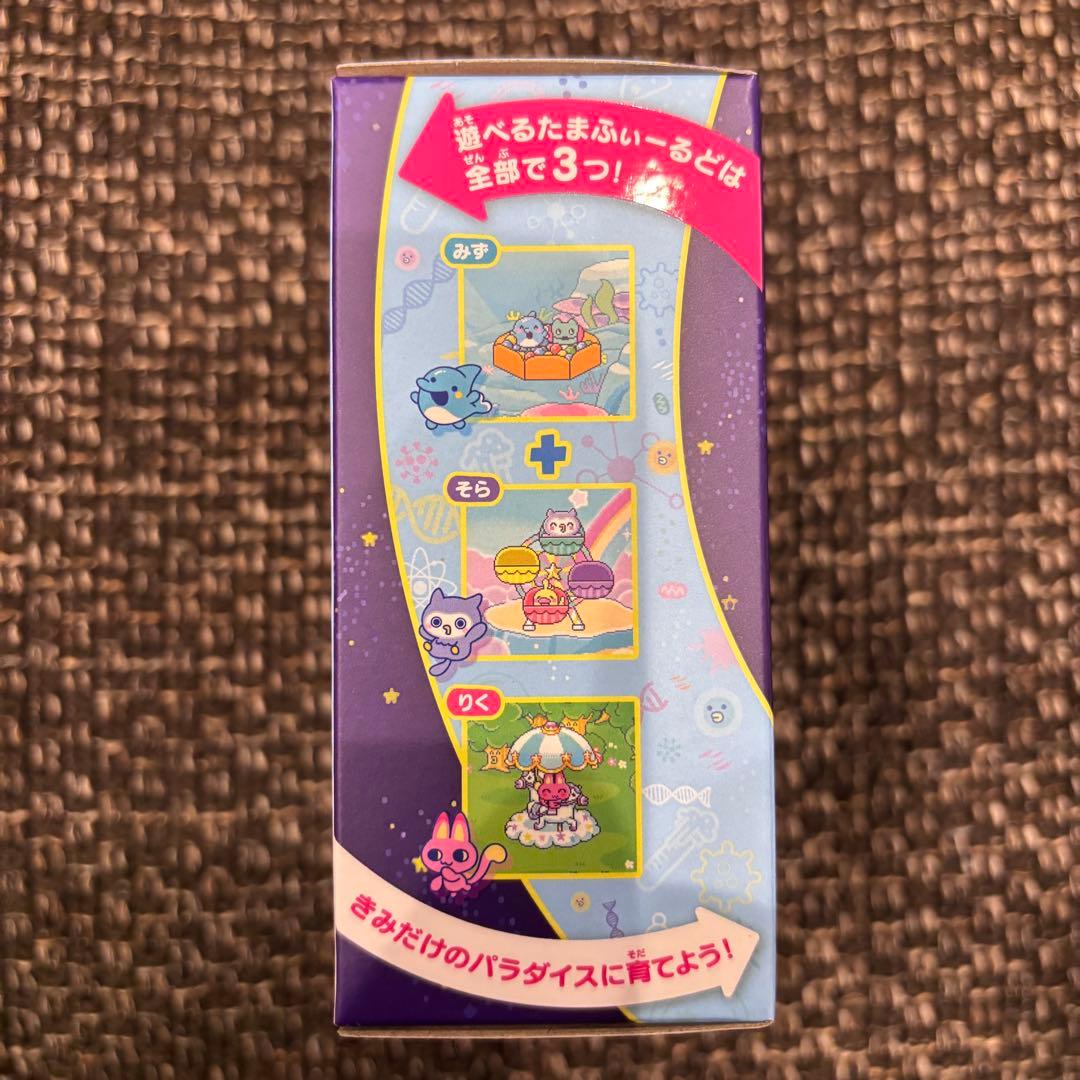 遊べるたまふぃーるどは
全部で3つ!
みず
そら
りく
きみだけのパラダイスに育てよう!